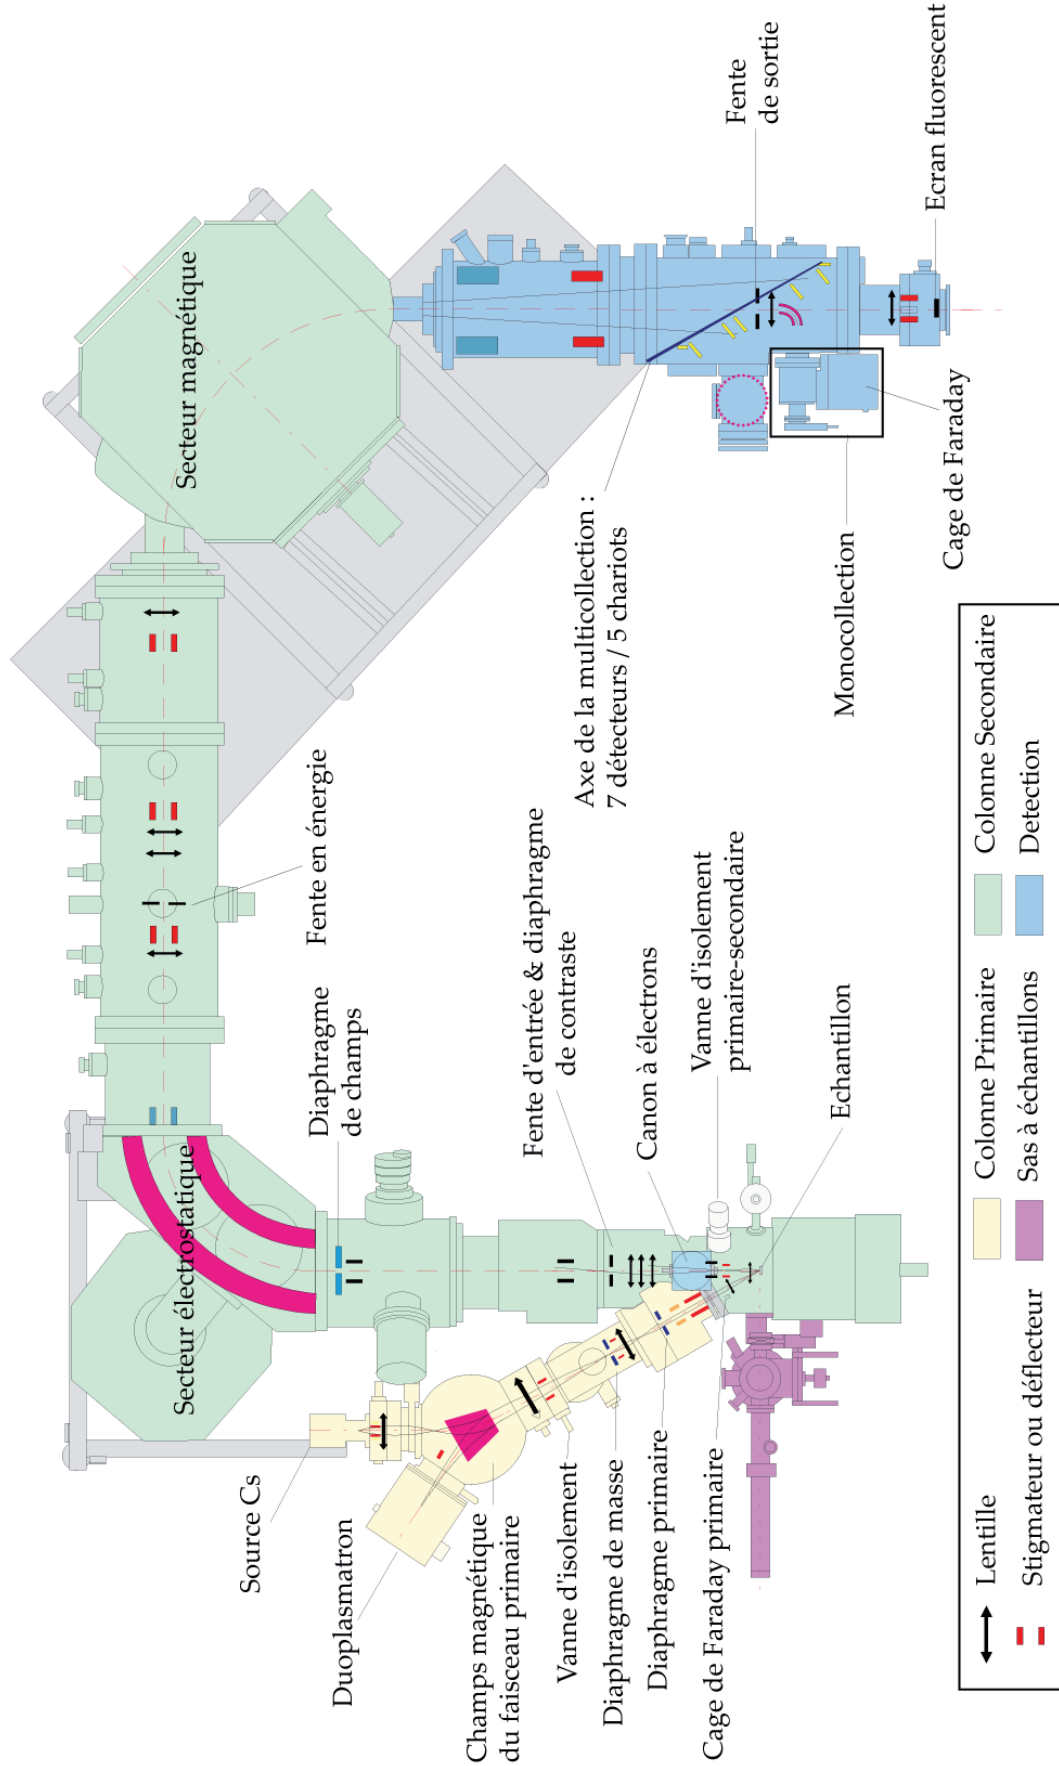 Source Cs
Duoplasmatron
Champs magnétique
du faisceau primaire
Vanne d'isolement
Diaphragme de masse
Diaphragme primaire
Cage de Faraday primaire
Secteur électrostatique
Diaphragme
de champs
Fente en énergie
Fente d'entrée & diaphragme
de contraste
Canon à électrons
Vanne d'isolement
primaire-secondaire
Echantillon
Secteur magnétique
Axe de la multicollection :
7 détecteurs / 5 chariots
Monocollection
Cage de Faraday
Fente
de sortie
Ecran fluorescent
Lentille
Stigmateur ou déflecteur
Colonne Primaire
Sas à échantillons
Colonne Secondaire
Detection